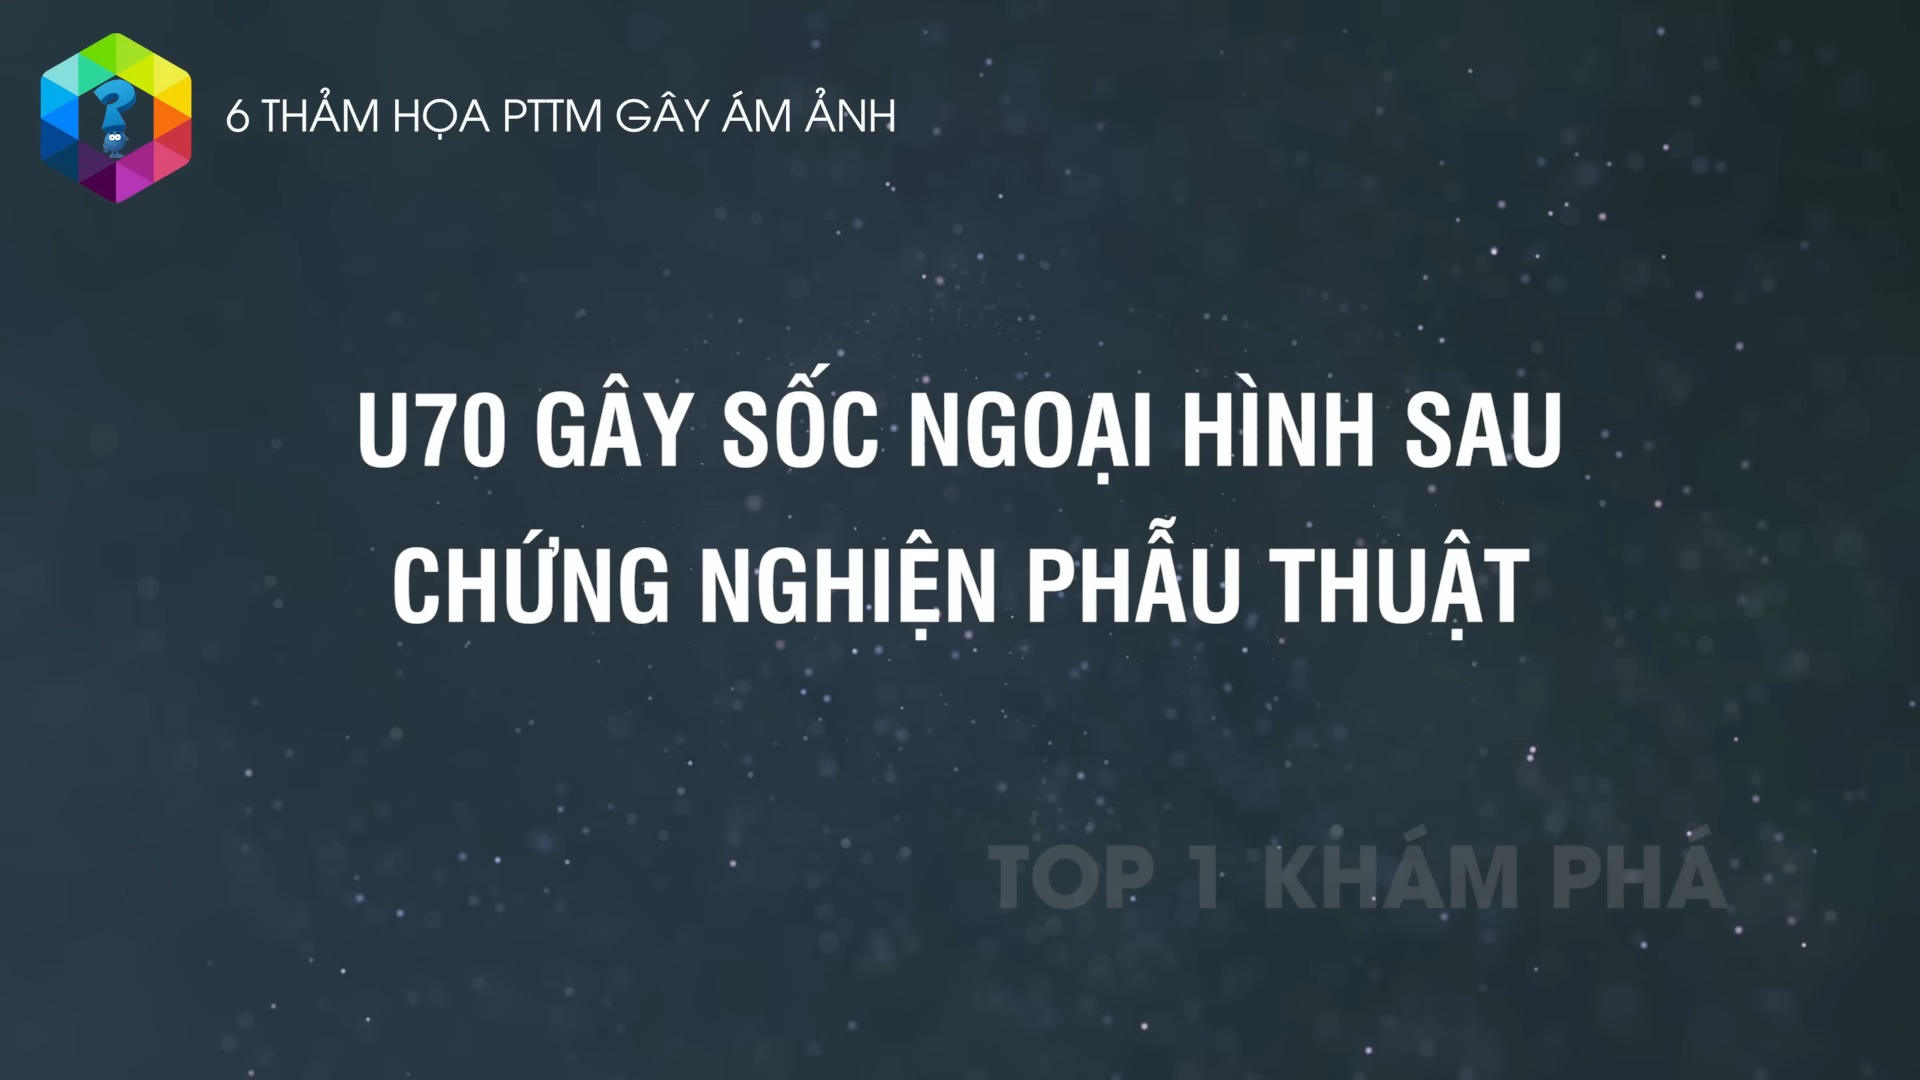 6 THẢM HỌA PTTM GÂY ÁM ẢNH
U70 GÂY SỐC NGOẠI HÌNH SAU
CHỨNG NGHIỆN PHẪU THUẬT
TOP 1 KHÁM PHÁ